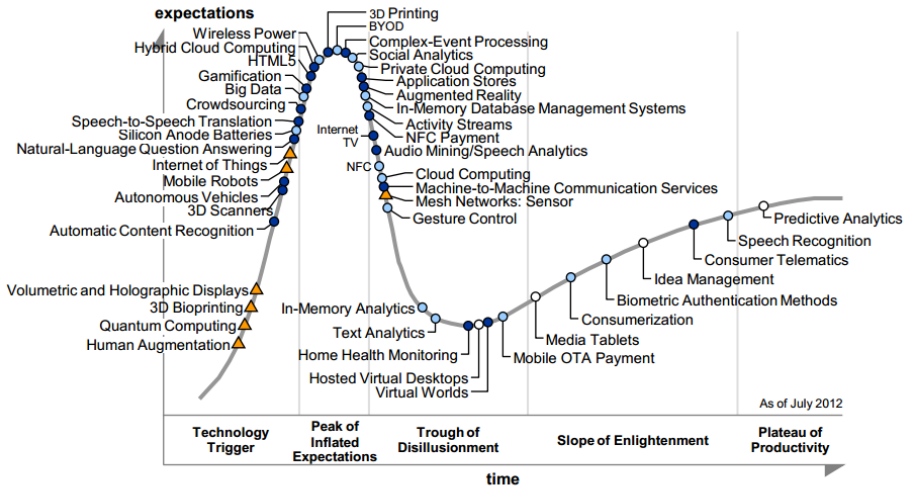 expectations
3D Printing
BYOD
Wireless Power
Complex-Event Processing
Hybrid Cloud Computing
Social Analytics
HTML5
Private Cloud Computing
Gamification
Application Stores
Big Data
Augmented Reality
Crowdsourcing
In-Memory Database Management Systems
Speech-to-Speech Translation
Activity Streams
Silicon Anode Batteries
Internet
TV
NFC Payment
Natural-Language Question Answering
Audio Mining/Speech Analytics
Internet of Things
NFC
Cloud Computing
Mobile Robots
Machine-to-Machine Communication Services
Autonomous Vehicles
Mesh Networks: Sensor
3D Scanners
Gesture Control
Automatic Content Recognition
Predictive Analytics
Speech Recognition
Consumer Telematics
Idea Management
Volumetric and Holographic Displays
Biometric Authentication Methods
3D Bioprinting
In-Memory Analytics
Consumerization
Quantum Computing
Text Analytics
Media Tablets
Human Augmentation
Home Health Monitoring
Mobile OTA Payment
Hosted Virtual Desktops
Virtual Worlds
As of July 2012
Technology
Trigger
Peak of
Inflated
Expectations
Trough of
Disillusionment
Slope of Enlightenment
Plateau of
Productivity
time